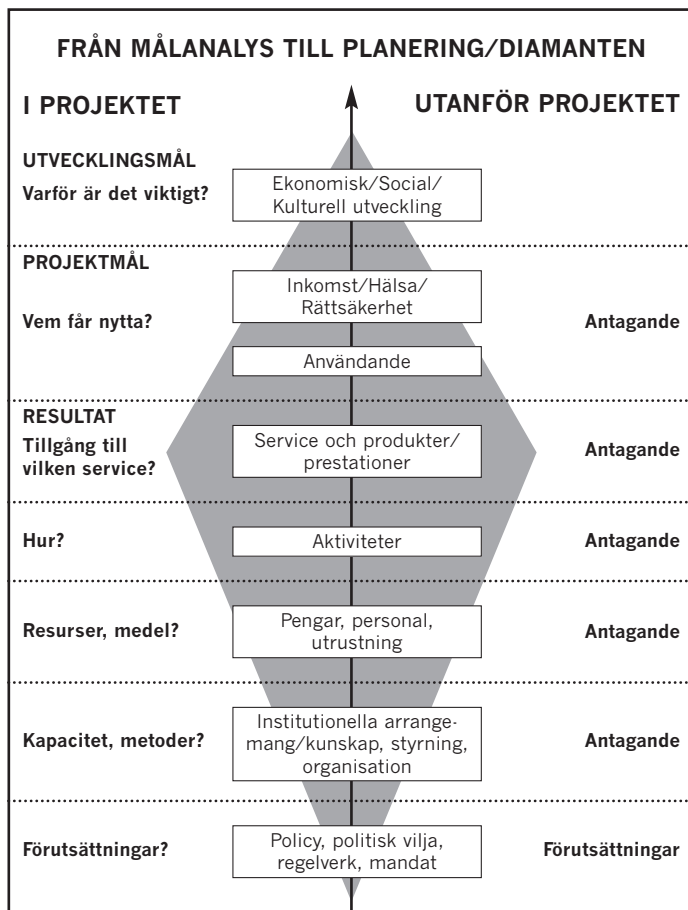 FRÅN MÅLANALYS TILL PLANERING/DIAMANTEN
I PROJEKTET
UTANFÖR PROJEKTET
UTVECKLINGSMÅL
Varför är det viktigt?
Ekonomisk/Social/
Kulturell utveckling
PROJEKTMÅL
Vem får nytta?
Inkomst/Hälsa/
Rättsäkerhet
Användande
Antagande
RESULTAT
Tillgång till
vilken service?
Service och produkter/
prestationer
Antagande
Hur?
Aktiviteter
Antagande
Resurser, medel?
Pengar, personal,
utrustning
Antagande
Kapacitet, metoder?
Institutionella arrange-
mang/kunskap, styrning,
organisation
Antagande
Förutsättningar?
Policy, politisk vilja,
regelverk, mandat
Förutsättningar